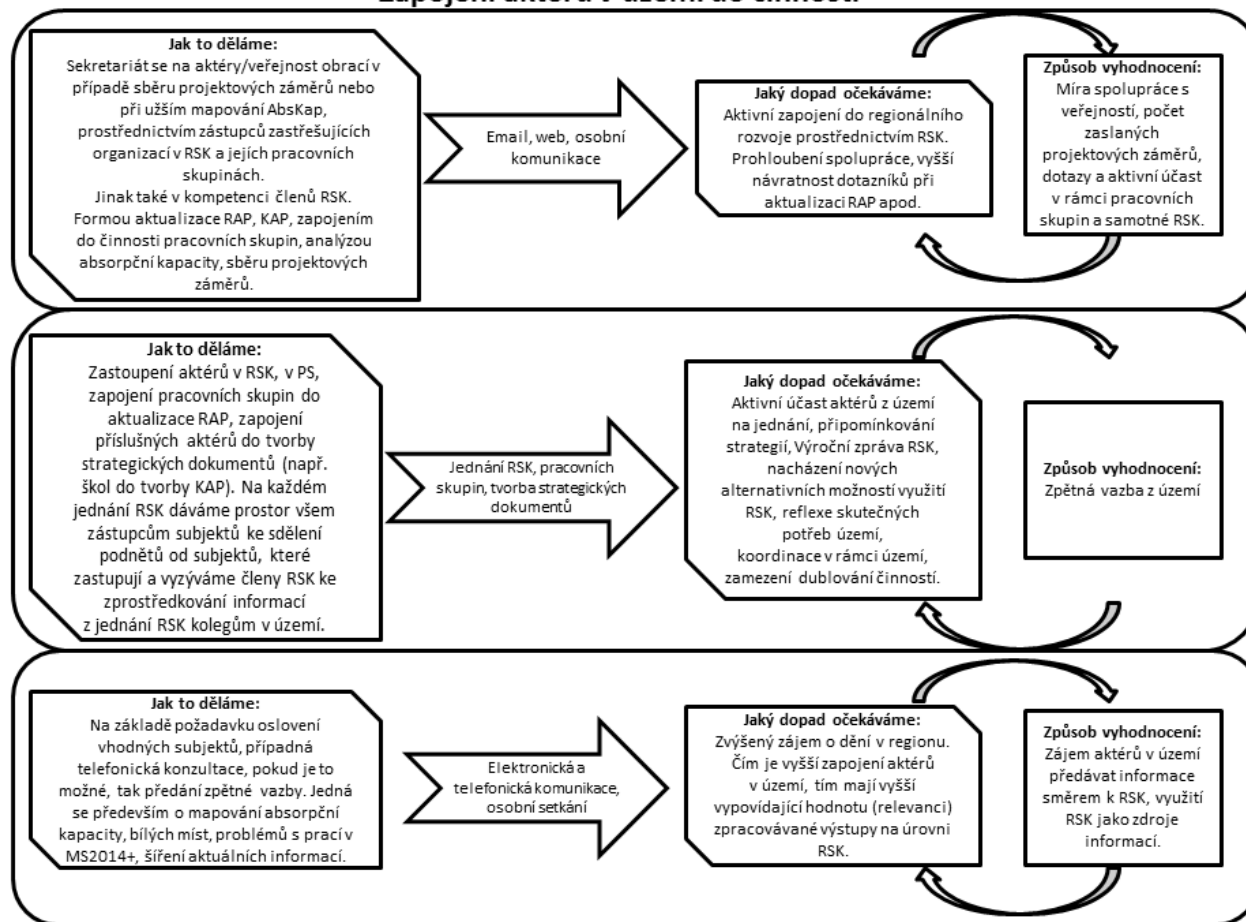 Zapojení aktérů v území do činnosti
Jak to děláme:
Sekretariát se na aktéry/veřejnost obrací v
případě sběru projektových záměrů nebo
při užším mapování AbsKap,
prostřednictvím zástupců zastřešujících
organizací v RSK a jejích pracovních
skupinách.
Jinak také v kompetenci členů RSK.
Formou aktualizace RAP, KAP, zapojením
do činnosti pracovních skupin, analýzou
absorpční kapacity, sběru projektových
záměrů.
Email, web, osobní
komunikace
Jaký dopad očekáváme:
Aktivní zapojení do regionálního
rozvoje prostřednictvím RSK.
Prohloubení spolupráce, vyšší
návratnost dotazníků při
aktualizaci RAP apod.
Způsob vyhodnocení:
Míra spolupráce s
veřejností, počet
zaslaných
projektových záměrů,
dotazy a aktivní účast
v rámci pracovních
skupin a samotné RSK.
Jak to děláme:
Zastoupení aktérů v RSK, v PS,
zapojení pracovních skupin do
aktualizace RAP, zapojení
příslušných aktérů do tvorby
strategických dokumentů (např.
škol do tvorby KAP). Na každém
jednání RSK dáváme prostor všem
zástupcům subjektů ke sdělení
podnětů od subjektů, které
zastupují a vyzýváme členy RSK ke
zprostředkování informací
z jednání RSK kolegům v území.
Jednání RSK, pracovních
skupin, tvorba strategických
dokumentů
Jaký dopad očekáváme:
Aktivní účast aktérů z území
na jednání, připomínkování
strategií, Výroční zpráva RSK,
nacházení nových
alternativních možností využití
RSK, reflexe skutečných
potřeb území,
koordinace v rámci území,
zamezení dublování činností.
Způsob vyhodnocení:
Zpětná vazba z území
Jak to děláme:
Na základě požadavku oslovení
vhodných subjektů, případná
telefonická konzultace, pokud je to
možné, tak předání zpětné vazby. Jedná
se především o mapování absorpční
kapacity, bílých míst, problémů s prací v
MS2014+, šíření aktuálních informací.
Elektronická a
telefonická komunikace,
osobní setkání
Jaký dopad očekáváme:
Zvýšený zájem o dění v regionu.
Čím je vyšší zapojení aktérů
v území, tím mají vyšší
vypovídající hodnotu (relevanci)
zpracovávané výstupy na úrovni
RSK.
Způsob vyhodnocení:
Zájem aktérů v území
předávat informace
směrem k RSK, využití
RSK jako zdroje
informací.